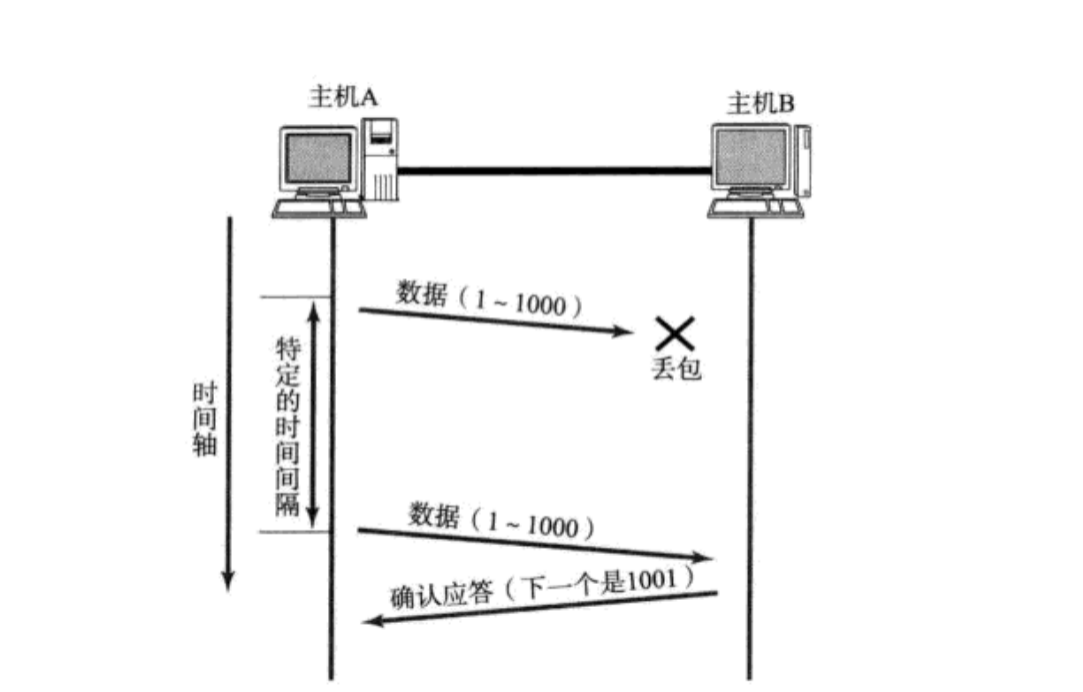 主机A
主机B
数据（1~1000）
丢包
特定的时间间隔
时间轴
数据（1~1000）
确认应答（下一个是1001）